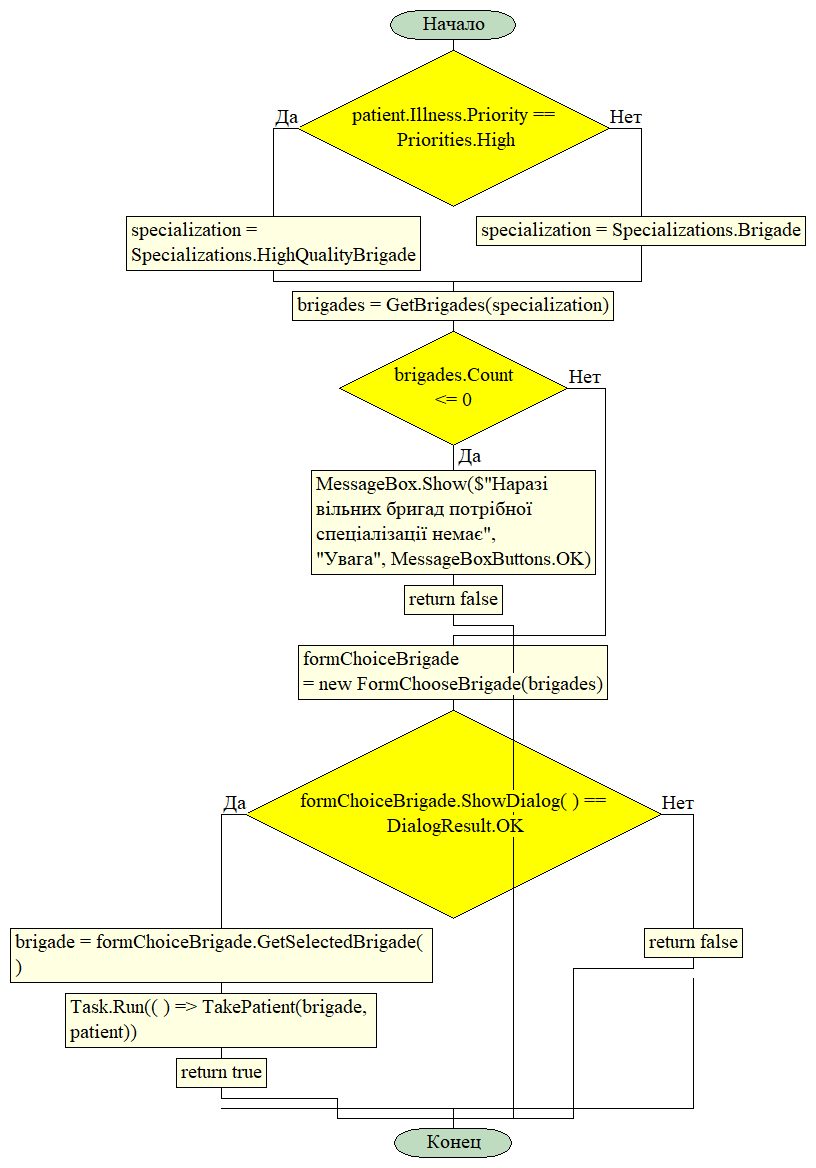 Начало
patient.Illness.Priority ==
Priorities.High
Да
Нет
specialization =
Specializations.HighQualityBrigade
specialization = Specializations.Brigade
brigades = GetBrigades(specialization)
brigades.Count
<= 0
Нет
Да
MessageBox.Show($"Наразі
вільних бригад потрібної
спеціалізації немає",
"Увага", MessageBoxButtons.OK)
return false
formChoiceBrigade
= new FormChooseBrigade(brigades)
formChoiceBrigade.ShowDialog( ) ==
DialogResult.OK
Да
Нет
brigade = formChoiceBrigade.GetSelectedBrigade(
)
return false
Task.Run(( ) => TakePatient(brigade,
patient))
return true
Конец